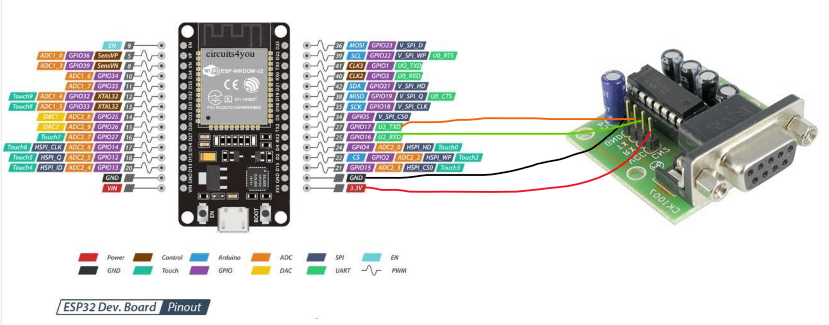 EN 9
ADC1_0 GPIO36 SensVP 5
ADC1_3 GPIO39 SensVN 8
ADC1_6 GPIO34 10
ADC1_7 GPIO35 11
Touch9 ADC1_4 GPIO32 XTAL32 12
Touch8 ADC1_5 GPIO33 XTAL32 13
DAC1 ADC2_8 GPIO25 14
DAC2 ADC2_9 GPIO26 15
Touch7 ADC2_7 GPIO27 16
Touch6 HSPI_CLK ADC2_6 GPIO14 17
Touch5 HSPI_Q ADC2_5 GPIO12 18
Touch4 HSPI_ID ADC2_4 GPIO13 20
GND
VIN
circuits4you
WiFi ESP-WROOM-32
CE
EN
BOOT
36 MOSI GPIO23 V_SPI_D
39 SCL GPIO22 V_SPI_WP U0_RTS
41 CLK3 GPIO1 U0_TXD
40 CLK2 GPIO3 U0_RXD
42 SDA GPIO21 V_SPI_HD
38 MISO GPIO19 V_SPI_Q U0_CTS
35 SCK GPIO18 V_SPI_CLK
34 GPIO5 V_SPI_CS0
27 GPIO17 U2_TXD
25 GPIO16 U2_RXD
24 GPIO4 ADC2_0 HSPI_HD Touch0
22 CS GPIO2 ADC2_2 HSPI_WP Touch2
21 GPIO15 ADC2_3 HSPI_CS0 Touch3
GND
3.3V
GND
TX
RX
VCC
CK1007
Power Control Arduino ADC SPI EN
GND Touch GPIO DAC UART PWM
ESP32 Dev. Board Pinout